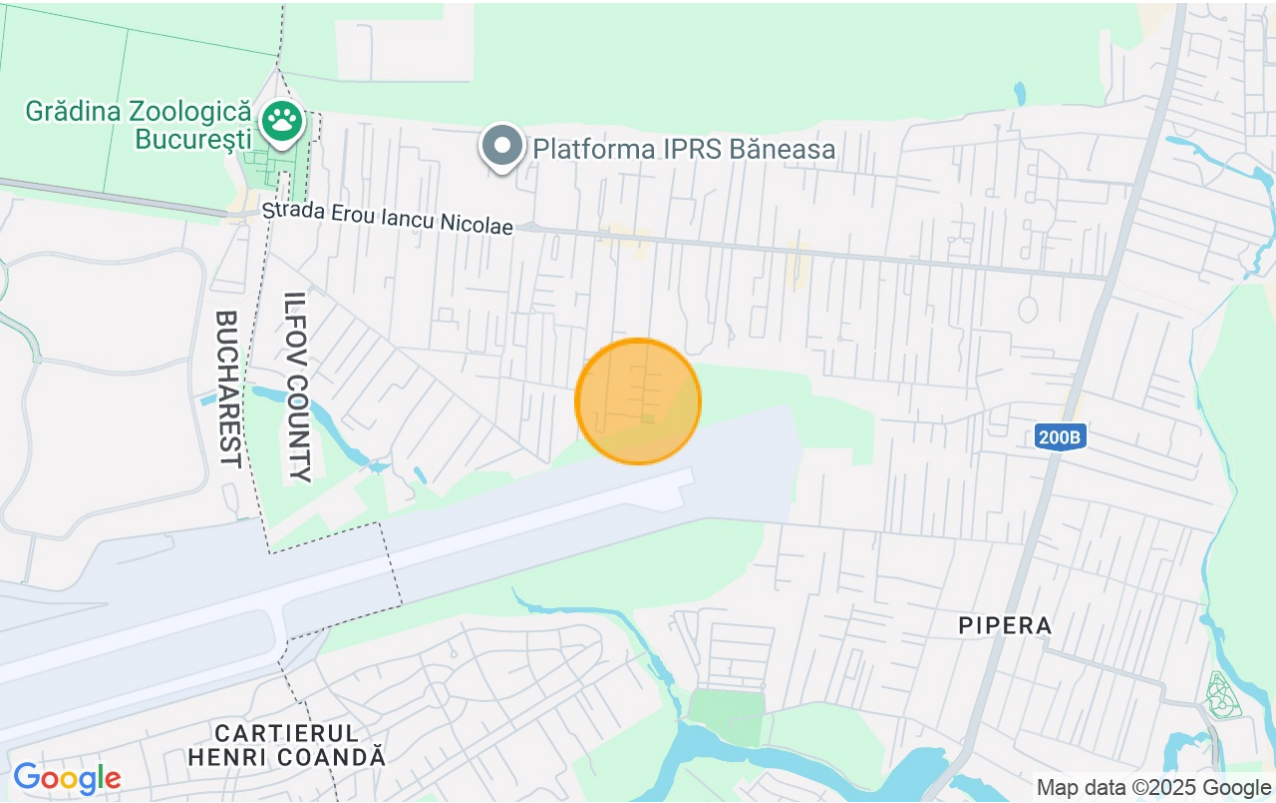 Grădina Zoologică
Bucureşti
Platforma IPRS Băneasa
Strada Erou Iancu Nicolae
ILFOV COUNTY
BUCHAREST
200B
PIPERA
CARTIERUL
HENRI COANDĂ
Google
Map data ©2025 Google